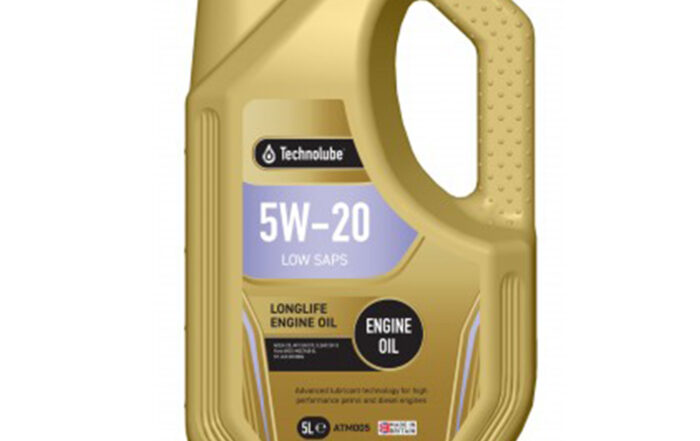 Technolube
5W-20
LOW SAPS
LONGLIFE
ENGINE OIL
ENGINE
OIL
Advanced lubricant technology for high
performance petrol and diesel engines
5L
ATM005
MADE IN
BRITAIN